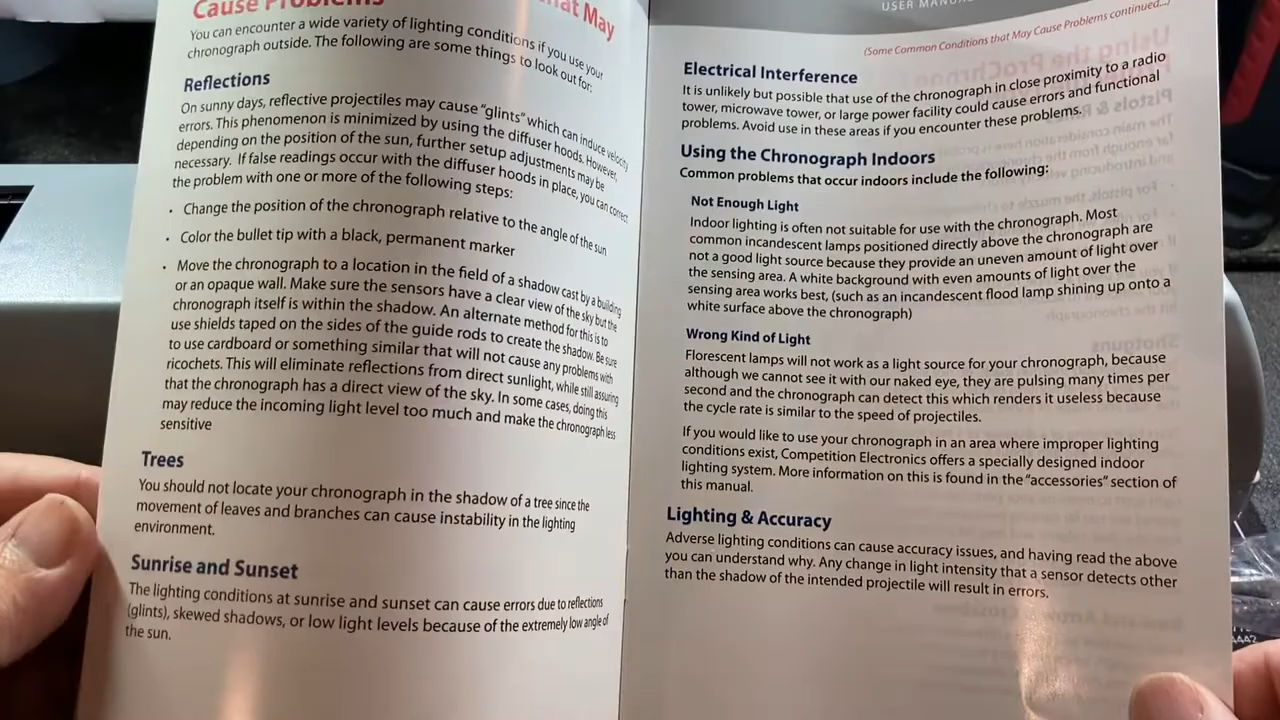 Cause Problems
that May
You can encounter a wide variety of lighting conditions if you use your
chronograph outside. The following are some things to look out for:
Reflections
On sunny days, reflective projectiles may cause "glints" which can induce velocity
errors. This phenomenon is minimized by using the diffuser hoods. However,
depending on the position of the sun, further setup adjustments may be
necessary. If false readings occur with the diffuser hoods in place, you can correct
the problem with one or more of the following steps:
• Change the position of the chronograph relative to the angle of the sun
• Color the bullet tip with a black, permanent marker
• Move the chronograph to a location in the field of a shadow cast by a building
or an opaque wall. Make sure the sensors have a clear view of the sky but the
chronograph itself is within the shadow. An alternate method for this is to
use shields taped on the sides of the guide rods to create the shadow. Be sure
to use cardboard or something similar that will not cause any problems with
ricochets. This will eliminate reflections from direct sunlight, while still assuring
that the chronograph has a direct view of the sky. In some cases, doing this
may reduce the incoming light level too much and make the chronograph less
sensitive
Trees
You should not locate your chronograph in the shadow of a tree since the
movement of leaves and branches can cause instability in the lighting
environment.
Sunrise and Sunset
The lighting conditions at sunrise and sunset can cause errors due to reflections
(glints), skewed shadows, or low light levels because of the extremely low angle of
the sun.
USER MANUAL
(Some Common Conditions that May Cause Problems continued...)
Electrical Interference
It is unlikely but possible that use of the chronograph in close proximity to a radio
tower, microwave tower, or large power facility could cause errors and functional
problems. Avoid use in these areas if you encounter these problems.
Using the Chronograph Indoors
Common problems that occur indoors include the following:
Not Enough Light
Indoor lighting is often not suitable for use with the chronograph. Most
common incandescent lamps positioned directly above the chronograph are
not a good light source because they provide an uneven amount of light over
the sensing area. A white background with even amounts of light over the
sensing area works best, (such as an incandescent flood lamp shining up onto a
white surface above the chronograph)
Wrong Kind of Light
Florescent lamps will not work as a light source for your chronograph, because
although we cannot see it with our naked eye, they are pulsing many times per
second and the chronograph can detect this which renders it useless because
the cycle rate is similar to the speed of projectiles.
If you would like to use your chronograph in an area where improper lighting
conditions exist, Competition Electronics offers a specially designed indoor
lighting system. More information on this is found in the "accessories" section of
this manual.
Lighting & Accuracy
Adverse lighting conditions can cause accuracy issues, and having read the above
you can understand why. Any change in light intensity that a sensor detects other
than the shadow of the intended projectile will result in errors.